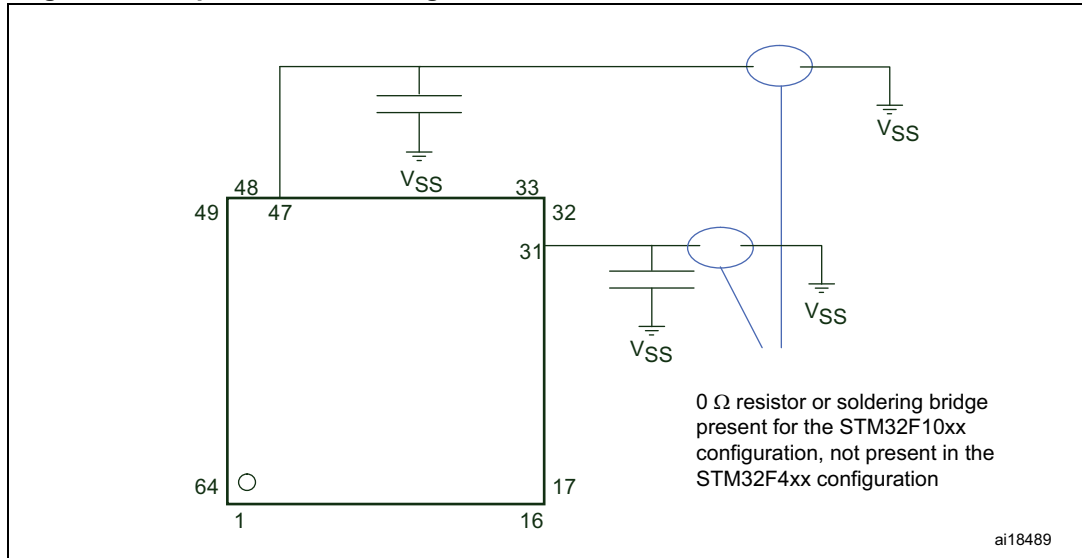 VSS
VSS
48
33
49
47
32
31
VSS
VSS
0 Ω resistor or soldering bridge
present for the STM32F10xx
configuration, not present in the
STM32F4xx configuration
64
17
1
16
ai18489